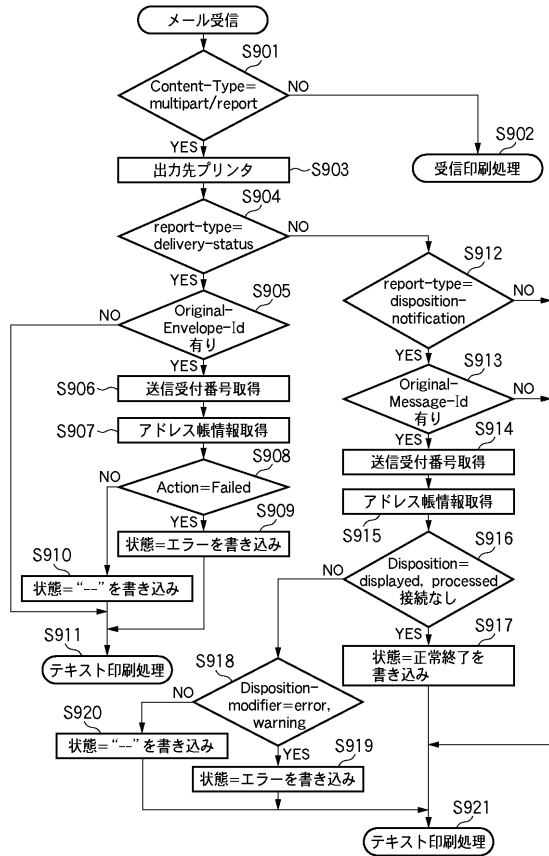 メール受信
S901
Content-Type=
multipart/report
NO
YES
S902
受信印刷処理
S903
出力先プリンタ
S904
report-type=
delivery-status
NO
YES
S905
Original-
Envelope-Id
有り
NO
YES
S906
送信受付番号取得
S907
アドレス帳情報取得
S908
Action=Failed
NO
YES
S909
状態=エラーを書き込み
S910
状態="--"を書き込み
S911
テキスト印刷処理
S912
report-type=
disposition-
notification
NO
YES
S913
Original-
Message-Id
有り
NO
YES
S914
送信受付番号取得
アドレス帳情報取得
S915
S916
Disposition=
displayed, processed
接続なし
NO
YES
S917
状態=正常終了を
書き込み
S918
Disposition-
modifier=error,
warning
NO
YES
S919
状態=エラーを書き込み
S920
状態="--"を書き込み
S921
テキスト印刷処理